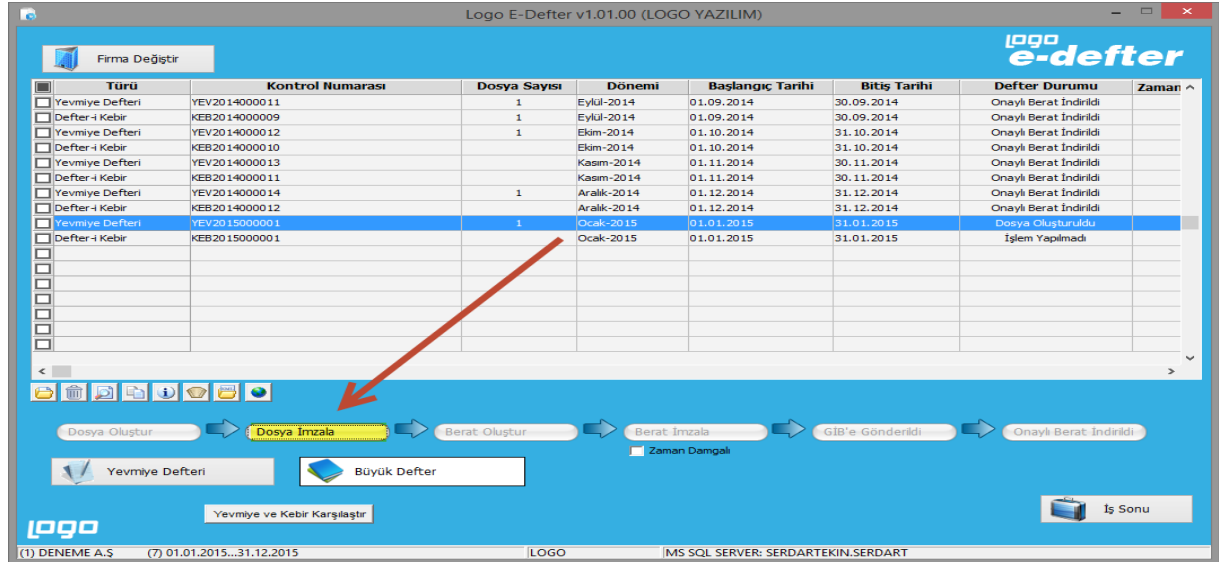 Logo E-Defter v1.01.00 (LOGO YAZILIM)
Firma Değiştir
LOGO e-defter
Türü Kontrol Numarası Dosya Sayısı Dönemi Başlangıç Tarihi Bitiş Tarihi Defter Durumu Zaman
Yevmiye Defteri YEV2014000011 1 Eylül-2014 01.09.2014 30.09.2014 Onaylı Berat İndirildi
Defter-i Kebir KEB2014000009 1 Eylül-2014 01.09.2014 30.09.2014 Onaylı Berat İndirildi
Yevmiye Defteri YEV2014000012 1 Ekim-2014 01.10.2014 31.10.2014 Onaylı Berat İndirildi
Defter-i Kebir KEB2014000010 Ekim-2014 01.10.2014 31.10.2014 Onaylı Berat İndirildi
Yevmiye Defteri YEV2014000013 Kasım-2014 01.11.2014 30.11.2014 Onaylı Berat İndirildi
Defter-i Kebir KEB2014000011 Kasım-2014 01.11.2014 30.11.2014 Onaylı Berat İndirildi
Yevmiye Defteri YEV2014000014 1 Aralık-2014 01.12.2014 31.12.2014 Onaylı Berat İndirildi
Defter-i Kebir KEB2014000012 Aralık-2014 01.12.2014 31.12.2014 Onaylı Berat İndirildi
Yevmiye Defteri YEV2015000001 1 Ocak-2015 01.01.2015 31.01.2015 Dosya Oluşturuldu
Defter-i Kebir KEB2015000001 Ocak-2015 01.01.2015 31.01.2015 İşlem Yapılmadı
Dosya Oluştur Dosya İmzala Berat Oluştur Berat İmzala GİB'e Gönderildi Onaylı Berat İndirildi
Zaman Damgalı
Yevmiye Defteri Büyük Defter
Yevmiye ve Kebir Karşılaştır
İş Sonu
LOGO
(1) DENEME A.Ş (7) 01.01.2015...31.12.2015 LOGO MS SQL SERVER: SERDARTEKIN.SERDART